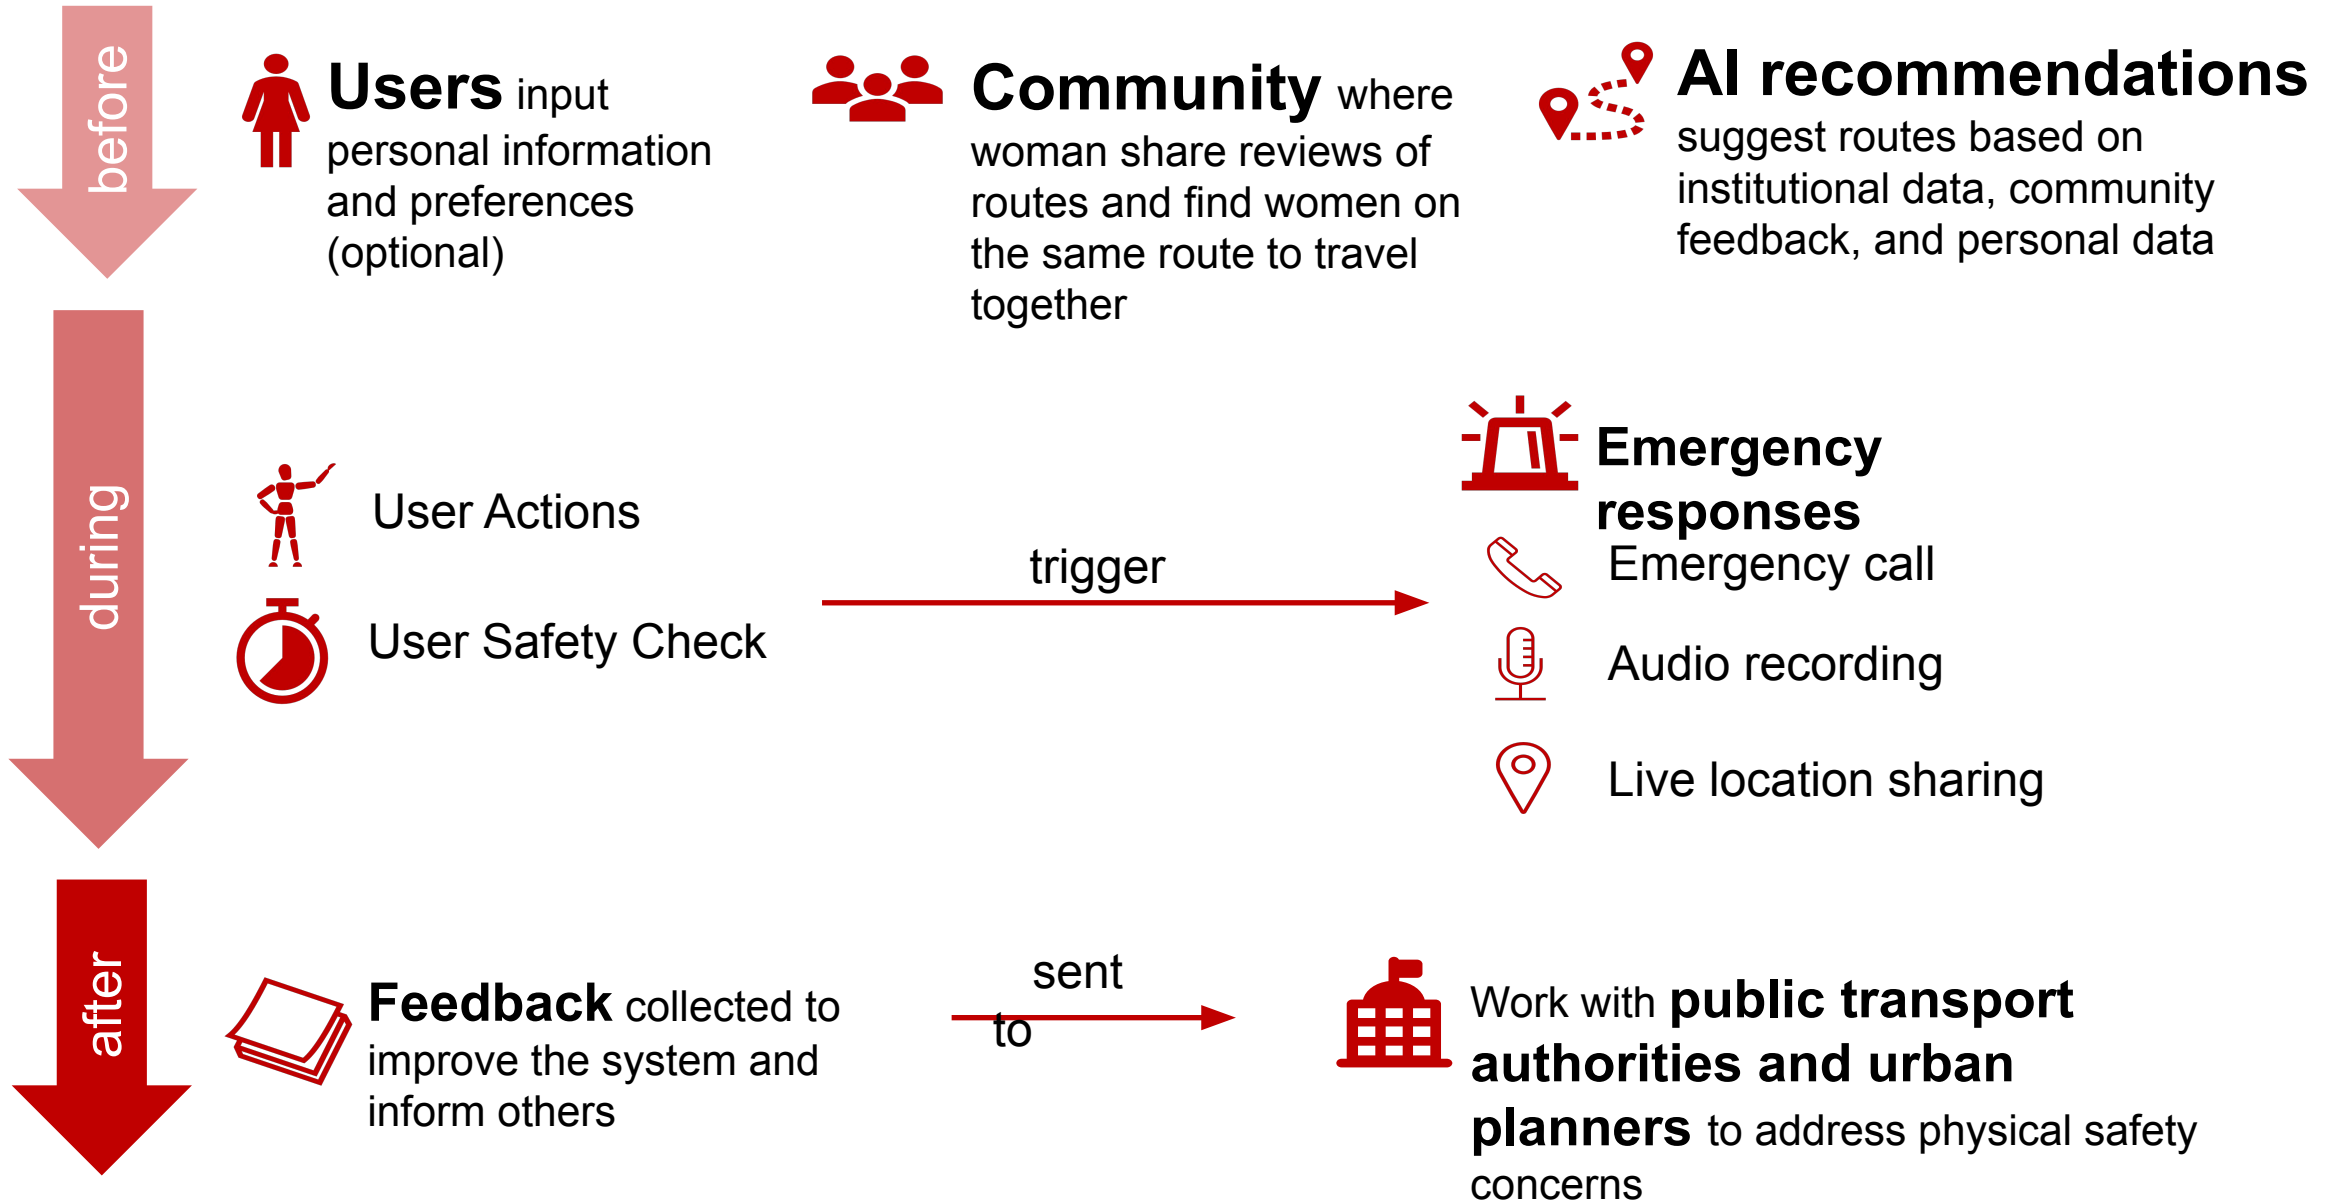 before
Users input
personal information
and preferences
(optional)
Community where
woman share reviews of
routes and find women on
the same route to travel
together
AI recommendations
suggest routes based on
institutional data, community
feedback, and personal data
during
User Actions
User Safety Check
trigger
Emergency
responses
Emergency call
Audio recording
Live location sharing
after
Feedback collected to
improve the system and
inform others
sent
to
Work with public transport
authorities and urban
planners to address physical safety
concerns